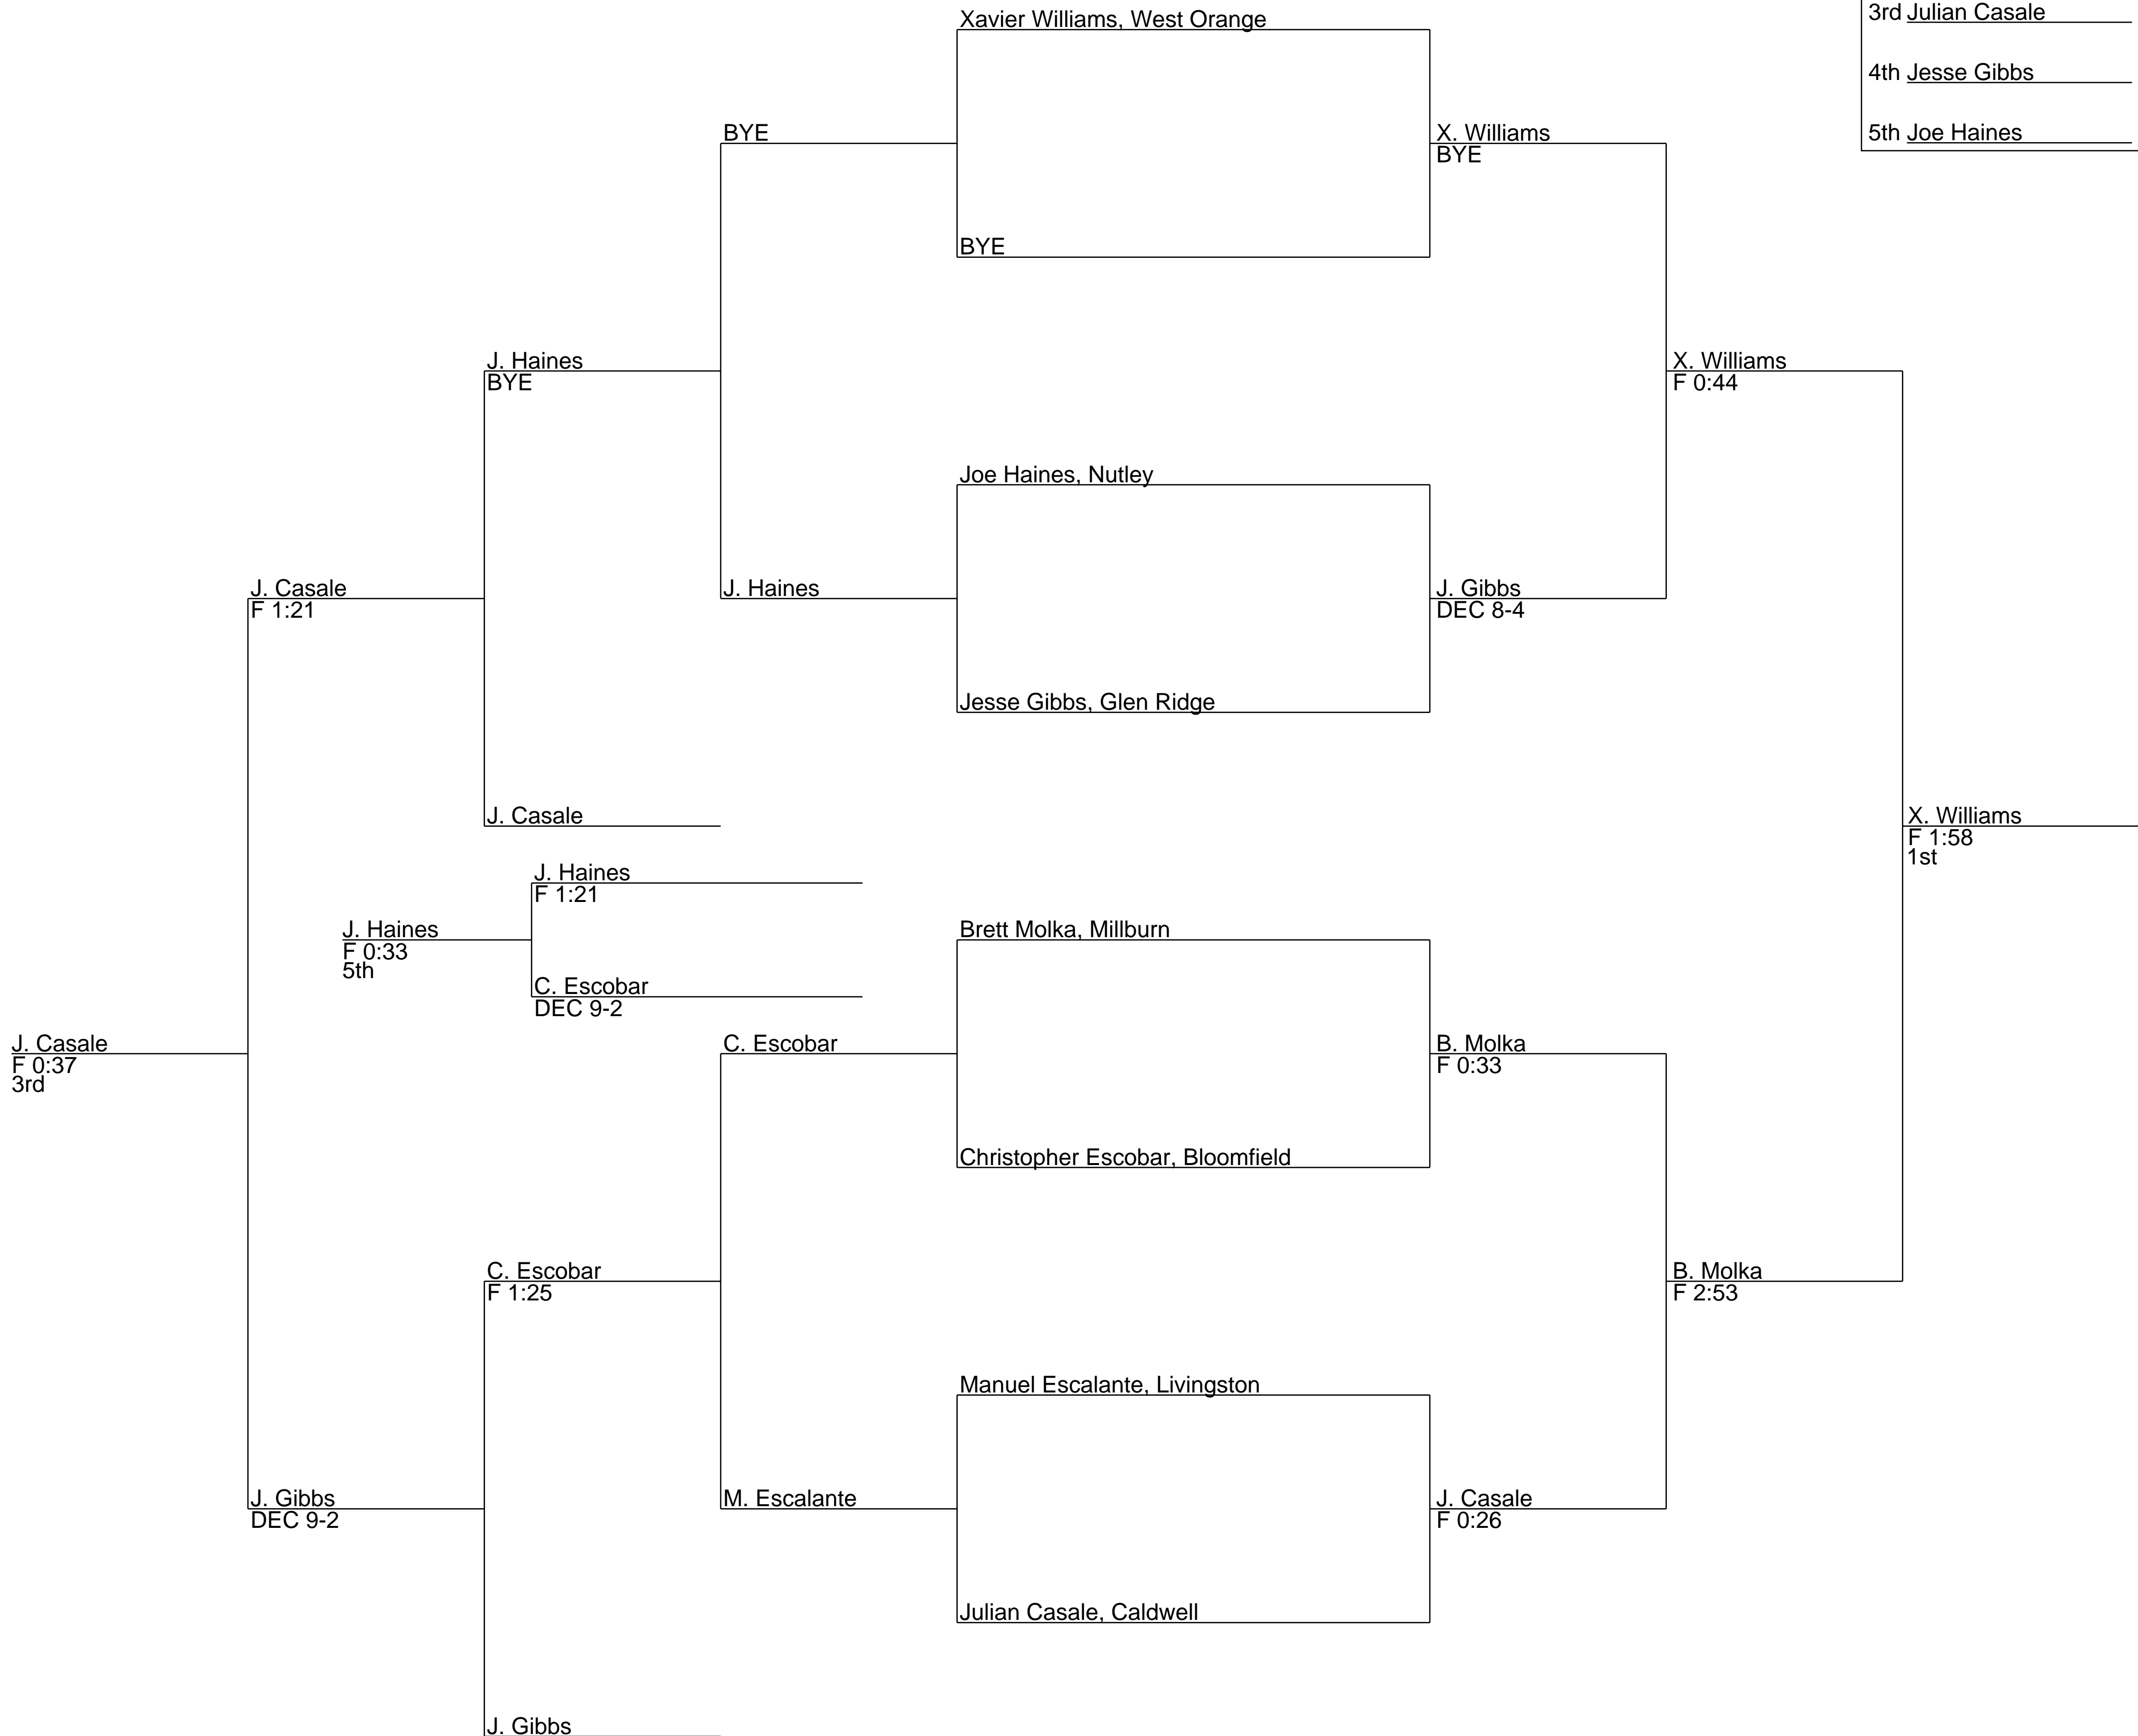 3rd Julian Casale
Xavier Williams, West Orange
4th Jesse Gibbs
BYE
X. Williams
5th Joe Haines
BYE
BYE
J. Haines
X. Williams
BYE
F 0:44
Joe Haines, Nutley
J. Casale
J. Haines
J. Gibbs
F 1:21
DEC 8-4
Jesse Gibbs, Glen Ridge
J. Casale
X. Williams
F 1:58
1st
J. Haines
F 1:21
J. Haines
Brett Molka, Millburn
F 0:33
5th
C. Escobar
DEC 9-2
J. Casale
C. Escobar
B. Molka
F 0:37
F 0:33
3rd
Christopher Escobar, Bloomfield
C. Escobar
B. Molka
F 1:25
F 2:53
Manuel Escalante, Livingston
J. Gibbs
M. Escalante
J. Casale
DEC 9-2
F 0:26
Julian Casale, Caldwell
J. Gibbs